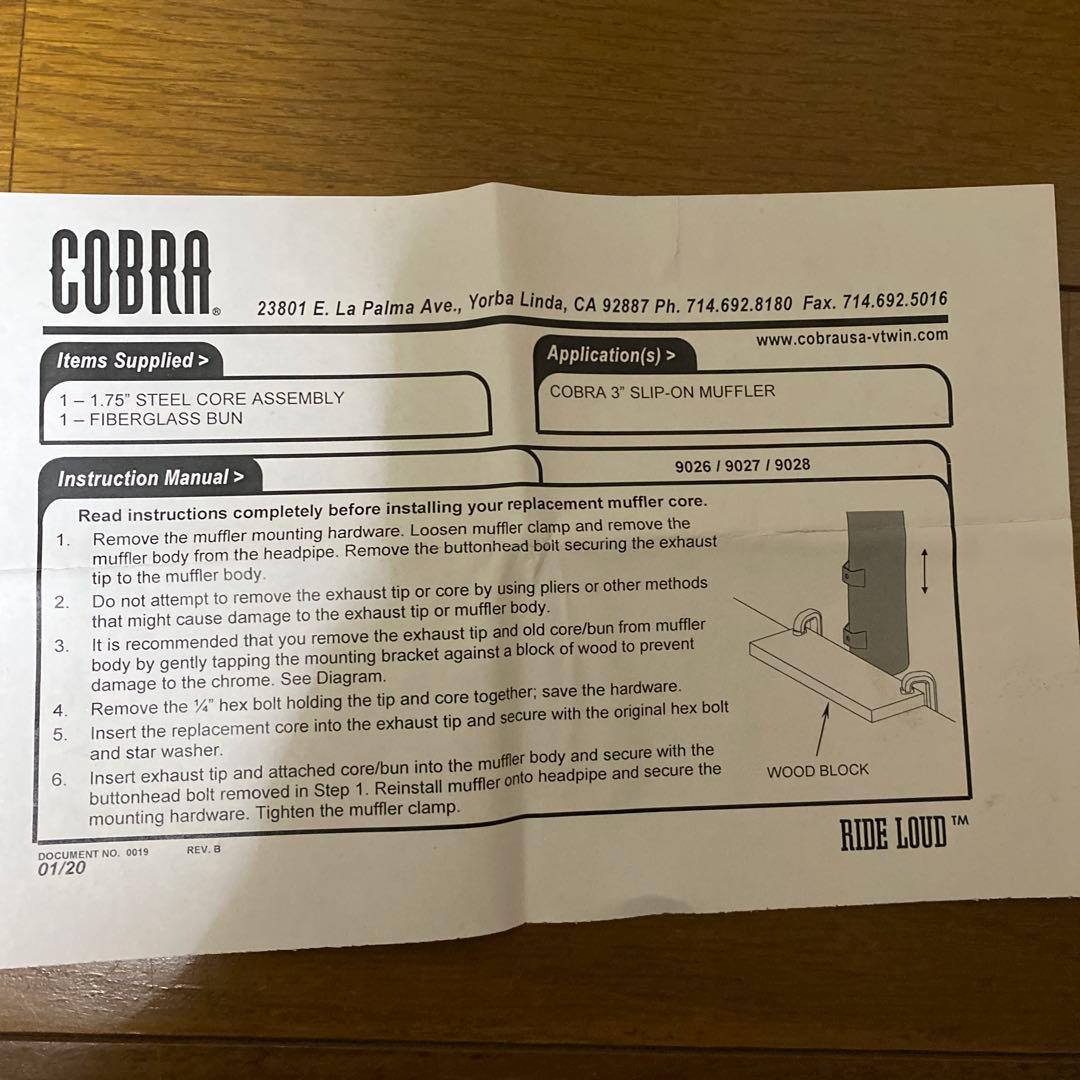 COBRA®
23801 E. La Palma Ave., Yorba Linda, CA 92887 Ph. 714.692.8180 Fax. 714.692.5016
www.cobrausa-vtwin.com
Items Supplied >
1 – 1.75" STEEL CORE ASSEMBLY
1 – FIBERGLASS BUN
Application(s) >
COBRA 3" SLIP-ON MUFFLER
Instruction Manual >
9026 / 9027 / 9028
Read instructions completely before installing your replacement muffler core.
1. Remove the muffler mounting hardware. Loosen muffler clamp and remove the
muffler body from the headpipe. Remove the buttonhead bolt securing the exhaust
tip to the muffler body.
2. Do not attempt to remove the exhaust tip or core by using pliers or other methods
that might cause damage to the exhaust tip or muffler body.
3. It is recommended that you remove the exhaust tip and old core/bun from muffler
body by gently tapping the mounting bracket against a block of wood to prevent
damage to the chrome. See Diagram.
4. Remove the ¼" hex bolt holding the tip and core together; save the hardware.
5. Insert the replacement core into the exhaust tip and secure with the original hex bolt
and star washer.
6. Insert exhaust tip and attached core/bun into the muffler body and secure with the
buttonhead bolt removed in Step 1. Reinstall muffler onto headpipe and secure the
mounting hardware. Tighten the muffler clamp.
WOOD BLOCK
DOCUMENT NO. 0019 REV. B
01/20
RIDE LOUD™